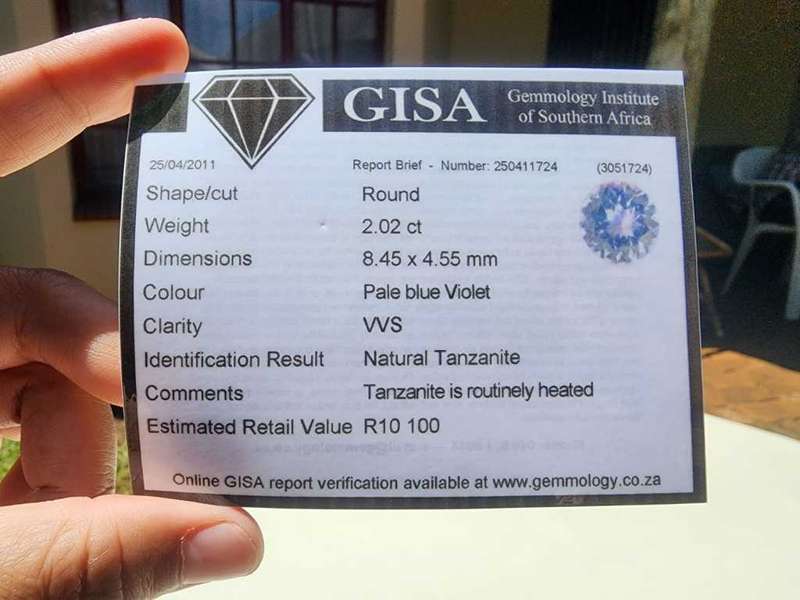 GISA Gemmology Institute
of Southern Africa
25/04/2011 Report Brief - Number: 250411724 (3051724)
Shape/cut Round
Weight 2.02 ct
Dimensions 8.45 x 4.55 mm
Colour Pale blue Violet
Clarity VVS
Identification Result Natural Tanzanite
Comments Tanzanite is routinely heated
Estimated Retail Value R10 100
Online GISA report verification available at www.gemmology.co.za